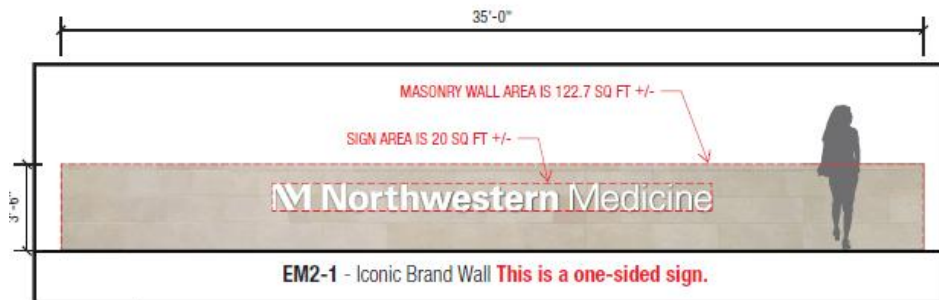 35'-0"
MASONRY WALL AREA IS 122.7 SQ FT +/-
SIGN AREA IS 20 SQ FT +/-
3'-6"
NM Northwestern Medicine
EM2-1 - Iconic Brand Wall This is a one-sided sign.